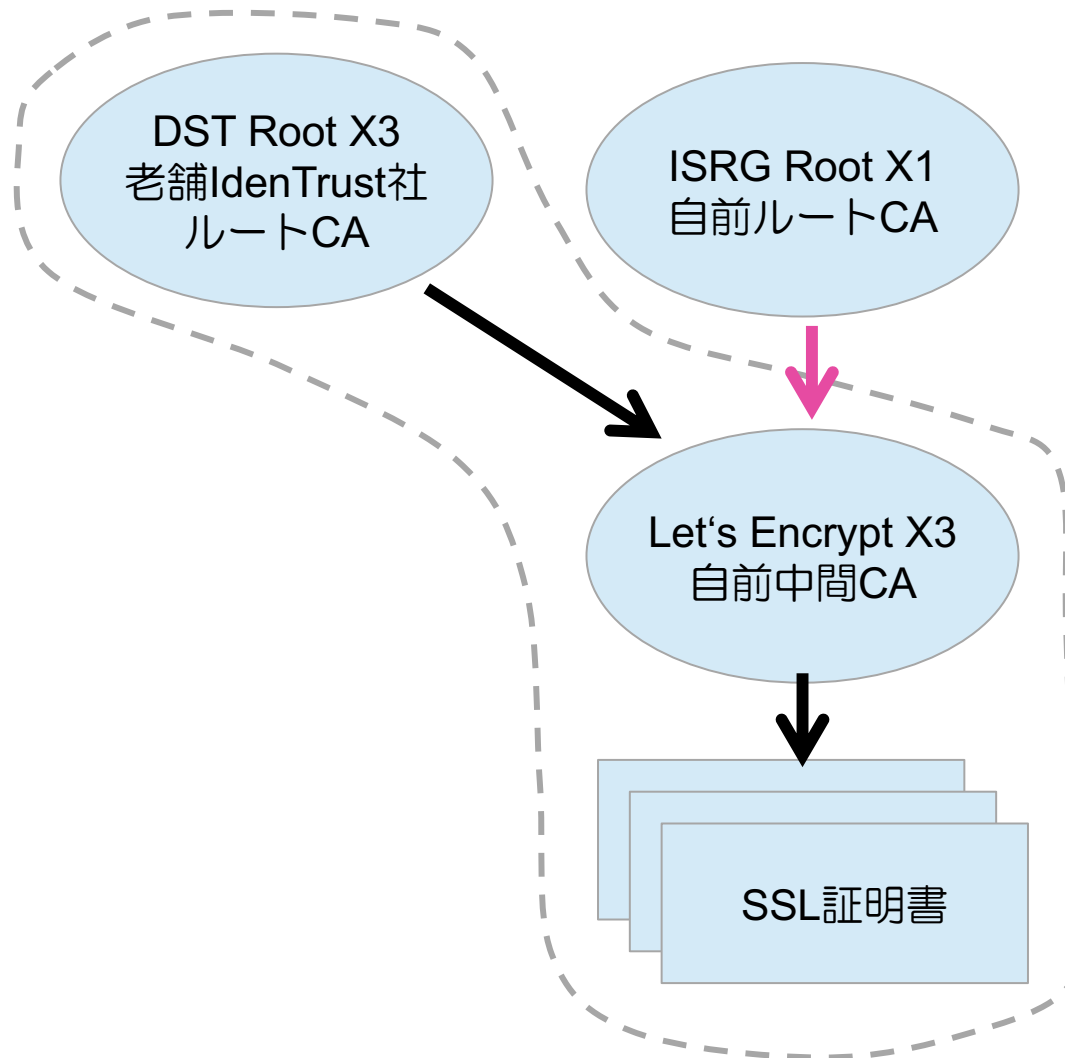 DST Root X3
老舗IdenTrust社
ルートCA
ISRG Root X1
自前ルートCA
Let‘s Encrypt X3
自前中間CA
SSL証明書